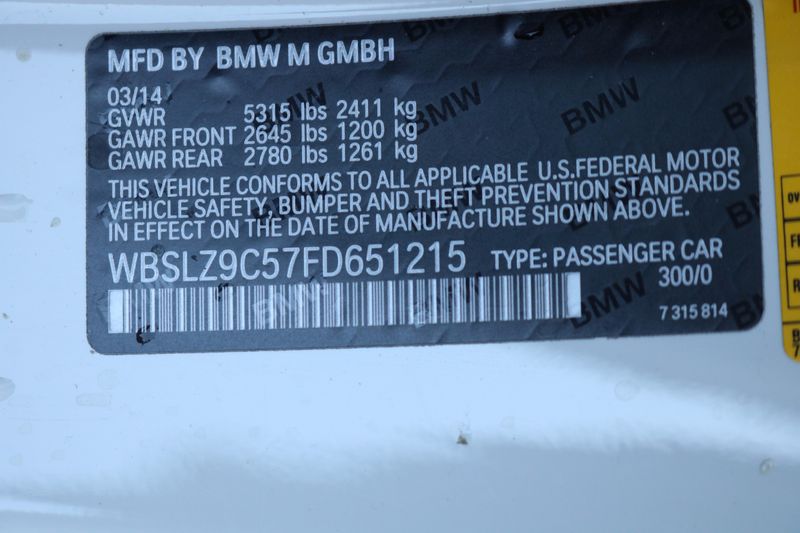 MFD BY BMW M GMBH
03/14
GVWR 5315 lbs 2411 kg
GAWR FRONT 2645 lbs 1200 kg
GAWR REAR 2780 lbs 1261 kg
THIS VEHICLE CONFORMS TO ALL APPLICABLE U.S.FEDERAL MOTOR
VEHICLE SAFETY, BUMPER AND THEFT PREVENTION STANDARDS
IN EFFECT ON THE DATE OF MANUFACTURE SHOWN ABOVE.
WBSLZ9C57FD651215 TYPE: PASSENGER CAR
300/0
7 315 814